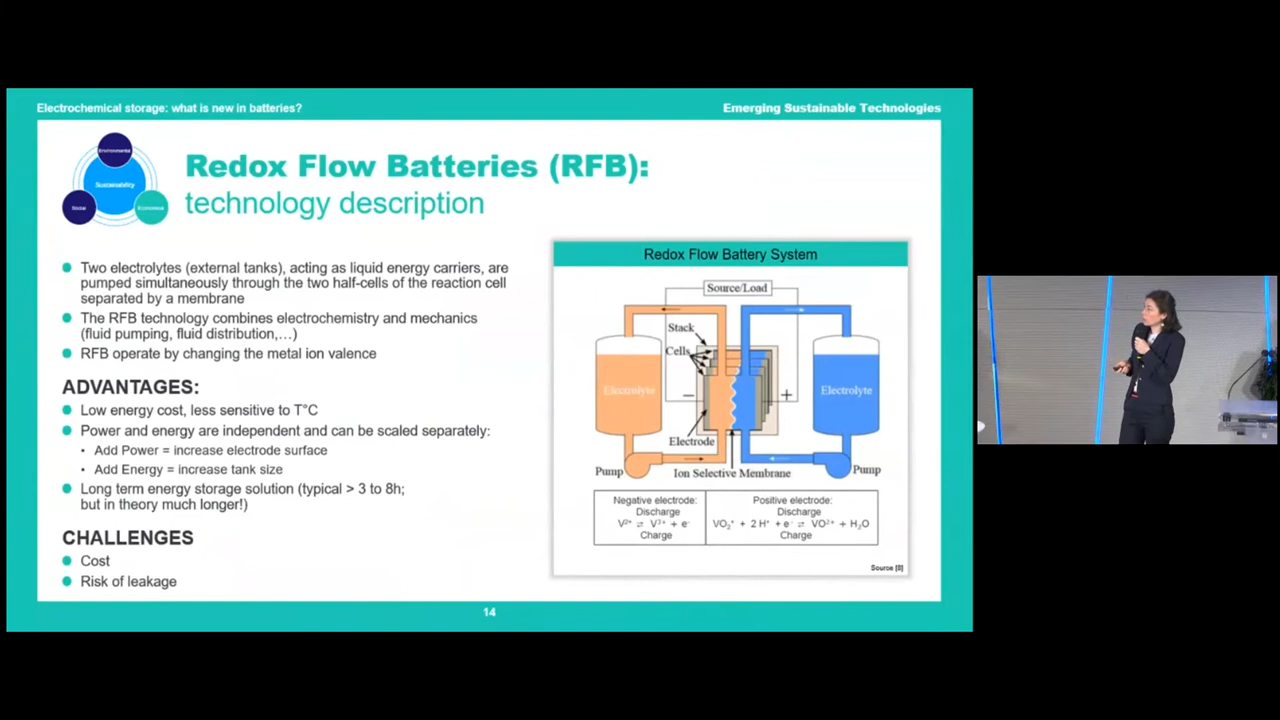 Electrochemical storage: what is new in batteries?
Emerging Sustainable Technologies
Environmental
Sustainability
Social
Economical
Redox Flow Batteries (RFB):
technology description
Two electrolytes (external tanks), acting as liquid energy carriers, are
pumped simultaneously through the two half-cells of the reaction cell
separated by a membrane
The RFB technology combines electrochemistry and mechanics
(fluid pumping, fluid distribution,…)
RFB operate by changing the metal ion valence
ADVANTAGES:
Low energy cost, less sensitive to T°C
Power and energy are independent and can be scaled separately:
Add Power = increase electrode surface
Add Energy = increase tank size
Long term energy storage solution (typical > 3 to 8h;
but in theory much longer!)
CHALLENGES
Cost
Risk of leakage
Redox Flow Battery System
Source/Load
Stack
Cells
Electrolyte
Electrolyte
− +
Electrode
Pump
Ion Selective Membrane
Pump
Negative electrode:
Discharge
V²⁺ ⇌ V³⁺ + e⁻
Charge
Positive electrode:
Discharge
VO₂⁺ + 2 H⁺ + e⁻ ⇌ VO²⁺ + H₂O
Charge
Source [8]
14